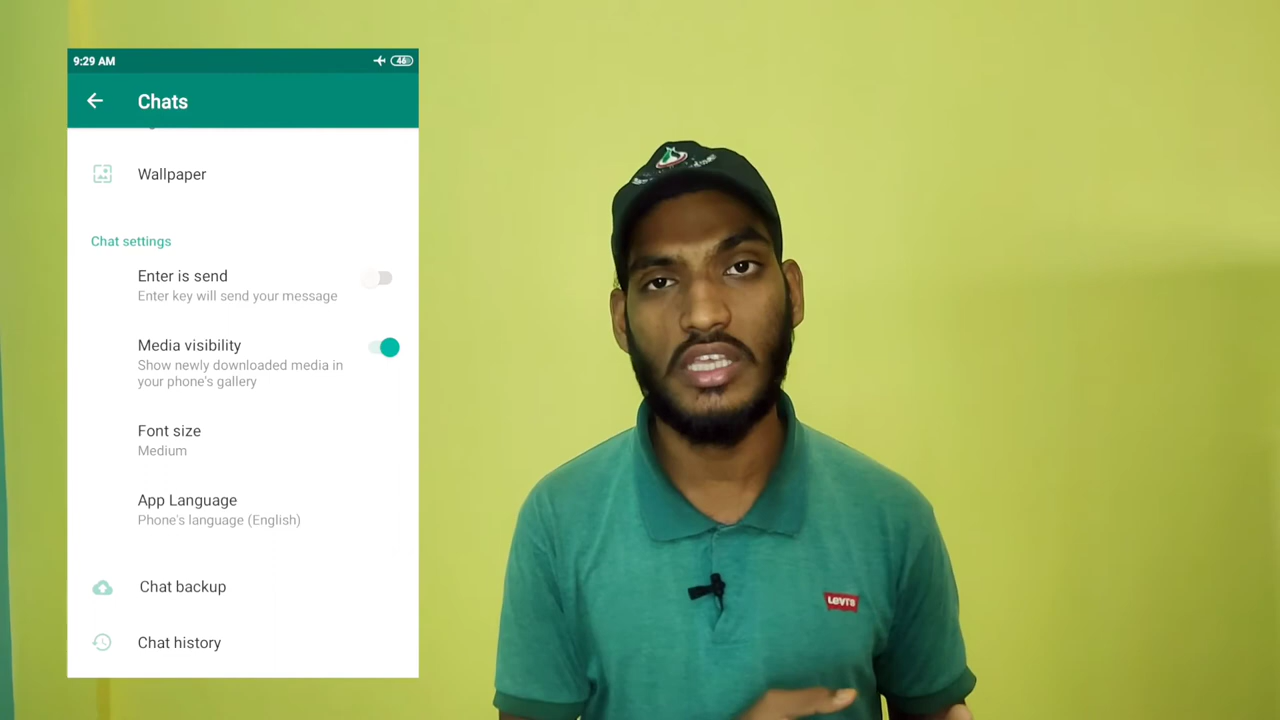 9:29 AM
46
Chats
Wallpaper
Chat settings
Enter is send
Enter key will send your message
Media visibility
Show newly downloaded media in
your phone's gallery
Font size
Medium
App Language
Phone's language (English)
Chat backup
Chat history
LEVI'S